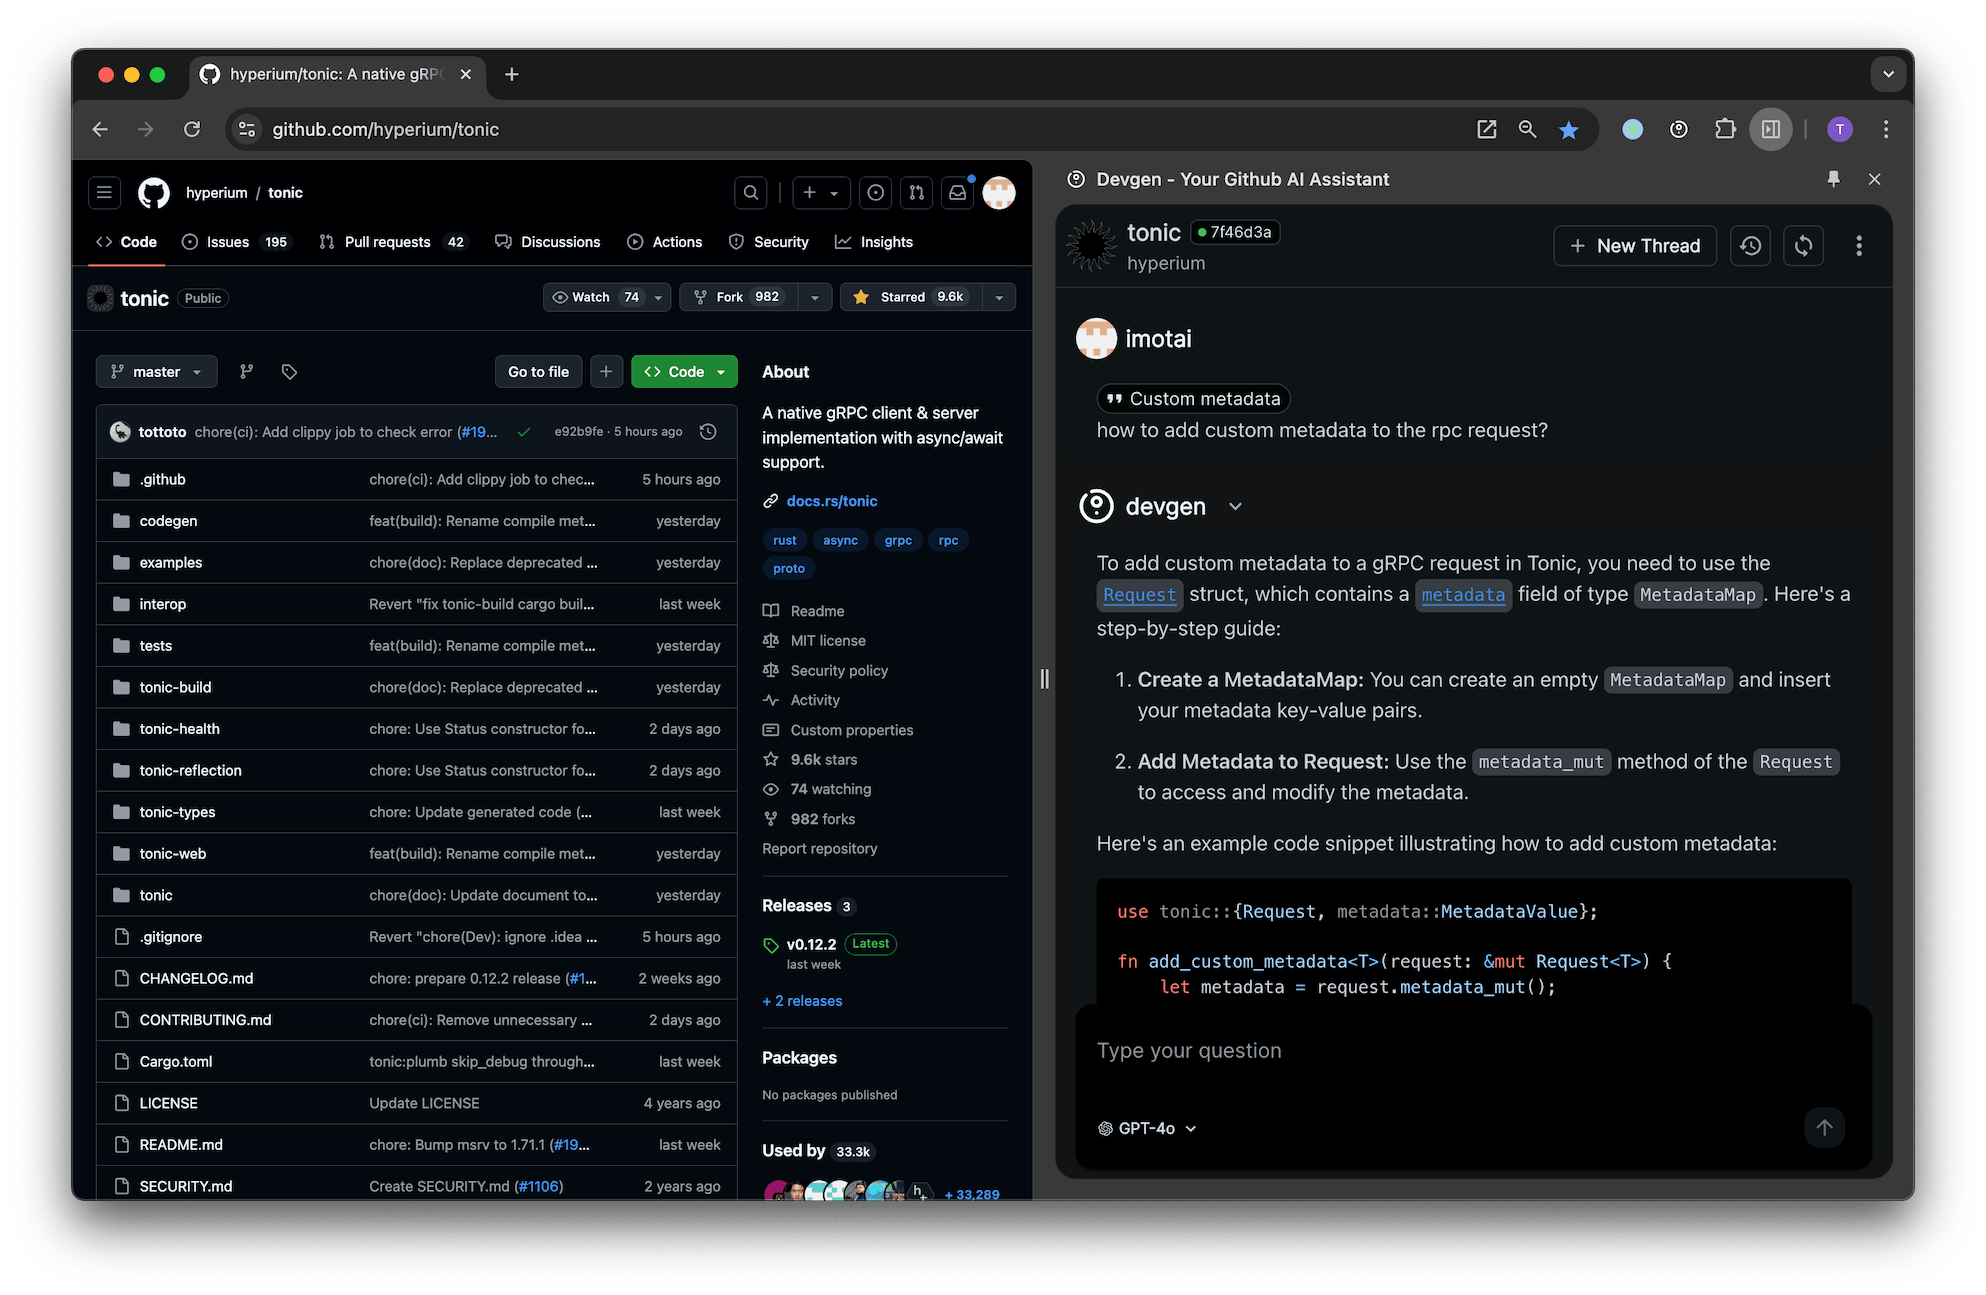 hyperium/tonic: A native gRPC
github.com/hyperium/tonic
T
hyperium / tonic
Code
Issues 195
Pull requests 42
Discussions
Actions
Security
Insights
tonic Public
Watch 74
Fork 982
Starred 9.6k
master
Go to file
Code
tottoto chore(ci): Add clippy job to check error (#19... e92b9fe · 5 hours ago
.github chore(ci): Add clippy job to chec... 5 hours ago
codegen feat(build): Rename compile met... yesterday
examples chore(doc): Replace deprecated ... yesterday
interop Revert "fix tonic-build cargo buil... last week
tests feat(build): Rename compile met... yesterday
tonic-build chore(doc): Replace deprecated ... yesterday
tonic-health chore: Use Status constructor fo... 2 days ago
tonic-reflection chore: Use Status constructor fo... 2 days ago
tonic-types chore: Update generated code (... last week
tonic-web feat(build): Rename compile met... yesterday
tonic chore(doc): Update document to... yesterday
.gitignore Revert "chore(Dev): ignore .idea ... 5 hours ago
CHANGELOG.md chore: prepare 0.12.2 release (#1... 2 weeks ago
CONTRIBUTING.md chore(ci): Remove unnecessary ... 2 days ago
Cargo.toml tonic:plumb skip_debug through... last week
LICENSE Update LICENSE 4 years ago
README.md chore: Bump msrv to 1.71.1 (#19... last week
SECURITY.md Create SECURITY.md (#1106) 2 years ago
About
A native gRPC client & server
implementation with async/await
support.
docs.rs/tonic
rust async grpc rpc
proto
Readme
MIT license
Security policy
Activity
Custom properties
9.6k stars
74 watching
982 forks
Report repository
Releases 3
v0.12.2 Latest
last week
+ 2 releases
Packages
No packages published
Used by 33.3k
+ 33,289
Devgen - Your Github AI Assistant
tonic 7f46d3a
hyperium
+ New Thread
imotai
Custom metadata
how to add custom metadata to the rpc request?
devgen
To add custom metadata to a gRPC request in Tonic, you need to use the
Request struct, which contains a metadata field of type MetadataMap. Here's a
step-by-step guide:
1. Create a MetadataMap: You can create an empty MetadataMap and insert
your metadata key-value pairs.
2. Add Metadata to Request: Use the metadata_mut method of the Request
to access and modify the metadata.
Here's an example code snippet illustrating how to add custom metadata:
use tonic::{Request, metadata::MetadataValue};
fn add_custom_metadata<T>(request: &mut Request<T>) {
let metadata = request.metadata_mut();
Type your question
GPT-4o